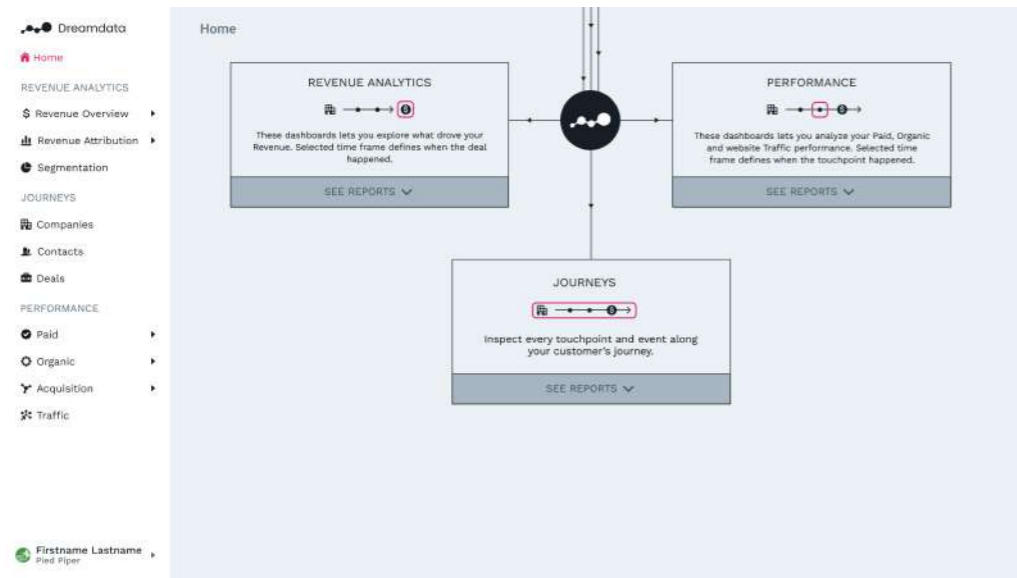 Dreamdata
Home
REVENUE ANALYTICS
$ Revenue Overview
Revenue Attribution
Segmentation
JOURNEYS
Companies
Contacts
Deals
PERFORMANCE
Paid
Organic
Acquisition
Traffic
Firstname Lastname
Pied Piper
Home
REVENUE ANALYTICS
These dashboards lets you explore what drove your
Revenue. Selected time frame defines when the deal
happened.
SEE REPORTS
PERFORMANCE
These dashboards lets you analyze your Paid, Organic
and website Traffic performance. Selected time
frame defines when the touchpoint happened.
SEE REPORTS
JOURNEYS
Inspect every touchpoint and event along
your customer's journey.
SEE REPORTS